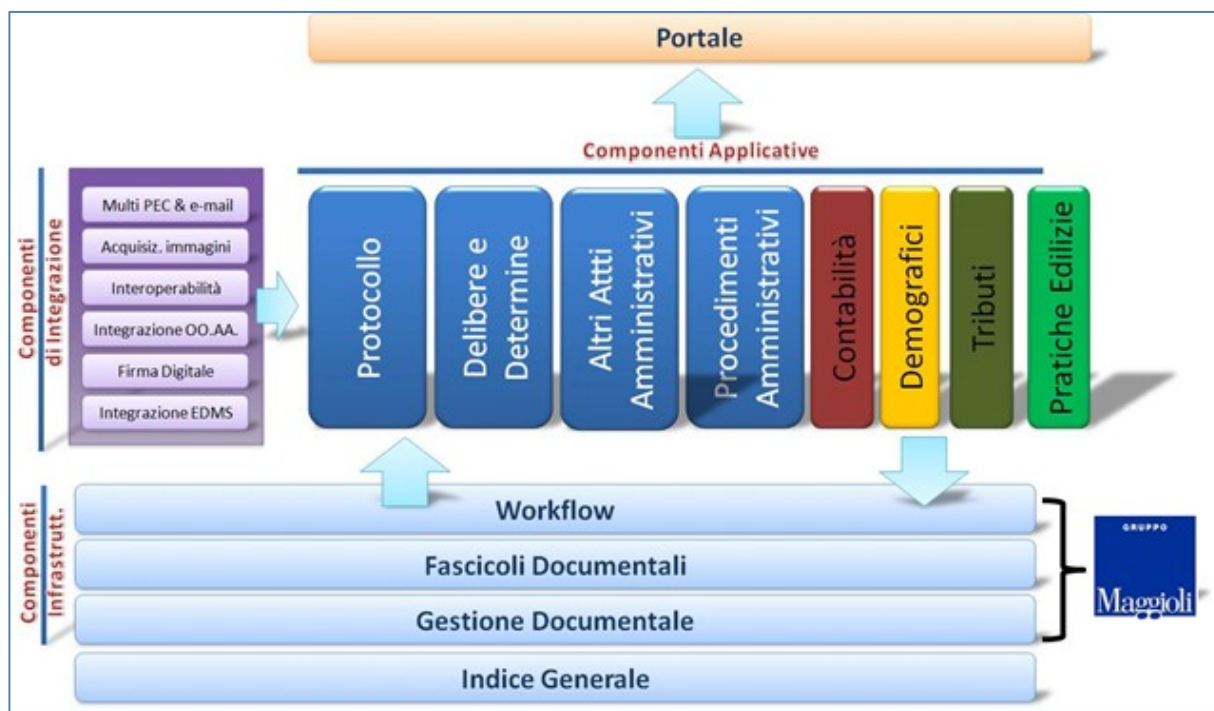 Portale
Componenti Applicative
Componenti
di Integrazione
Multi PEC & e-mail
Acquisiz. immagini
Interoperabilità
Integrazione OO.AA.
Firma Digitale
Integrazione EDMS
Protocollo
Delibere e
Determine
Altri Attti
Amministrativi
Procedimenti
Amministrativi
Contabilità
Demografici
Tributi
Pratiche Edilizie
Componenti
Infrastrutt.
Workflow
Fascicoli Documentali
Gestione Documentale
Indice Generale
GRUPPO
Maggioli